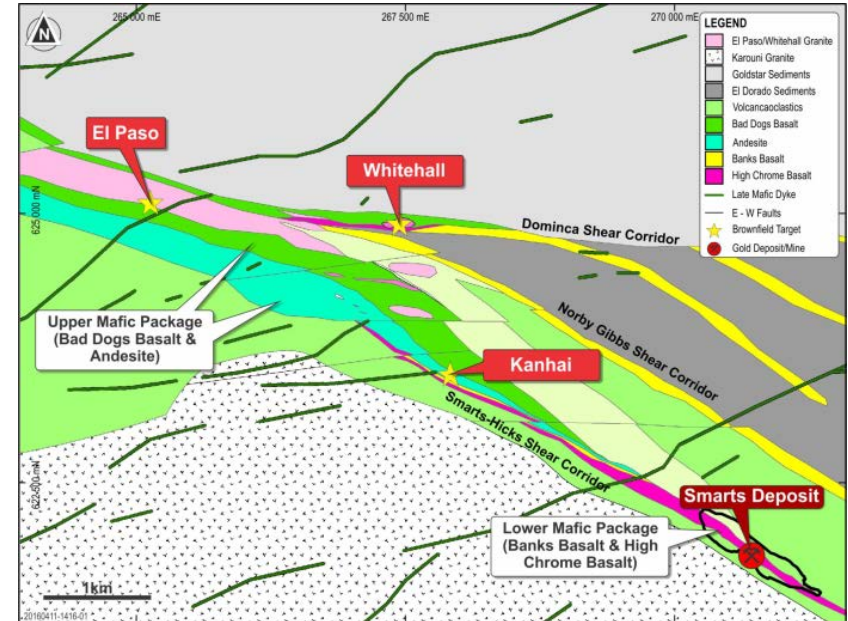 265 000 mE
267 500 mE
270 000 mE
N
LEGEND
El Paso/Whitehall Granite
Karouni Granite
Goldstar Sediments
El Dorado Sediments
Volcancaoclastics
Bad Dogs Basalt
Andesite
Banks Basalt
High Chrome Basalt
Late Mafic Dyke
E - W Faults
Brownfield Target
Gold Deposit/Mine
El Paso
Whitehall
625 000 mN
Dominca Shear Corridor
Upper Mafic Package
(Bad Dogs Basalt &
Andesite)
Norby Gibbs Shear Corridor
Kanhai
Smarts-Hicks Shear Corridor
622 500 mN
Smarts Deposit
Lower Mafic Package
(Banks Basalt & High
Chrome Basalt)
1km
20160411-1416-01